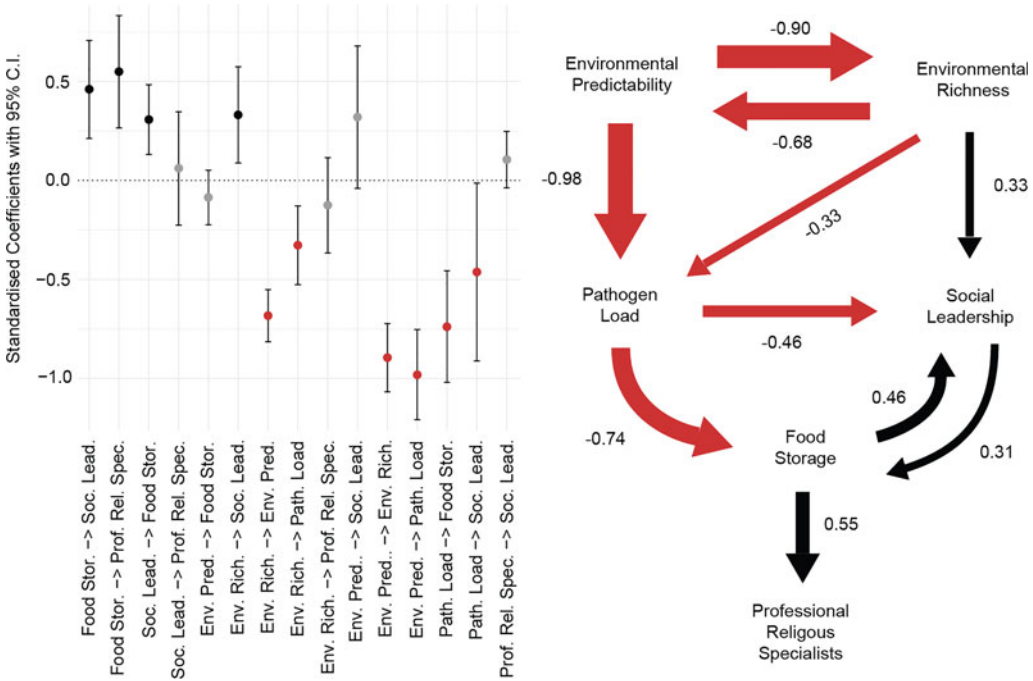 Standardised Coefficients with 95% C.I.
0.5
0.0
−0.5
−1.0
Food Stor. −> Soc. Lead.
Food Stor. −> Prof. Rel. Spec.
Soc. Lead. −> Food Stor.
Soc. Lead. −> Prof. Rel. Spec.
Env. Pred. −> Food Stor.
Env. Rich. −> Soc. Lead.
Env. Rich. −> Env. Pred.
Env. Rich. −> Path. Load
Env. Rich. −> Prof. Rel. Spec.
Env. Pred.. −> Soc. Lead.
Env. Pred.. −> Env. Rich.
Env. Pred. −> Path. Load
Path. Load −> Food Stor.
Path. Load −> Soc. Lead.
Prof. Rel. Spec. −> Soc. Lead.
Environmental
Predictability
-0.90
-0.68
Environmental
Richness
-0.98
-0.33
0.33
Pathogen
Load
-0.46
Social
Leadership
-0.74
0.46
0.31
Food
Storage
0.55
Professional
Religous
Specialists